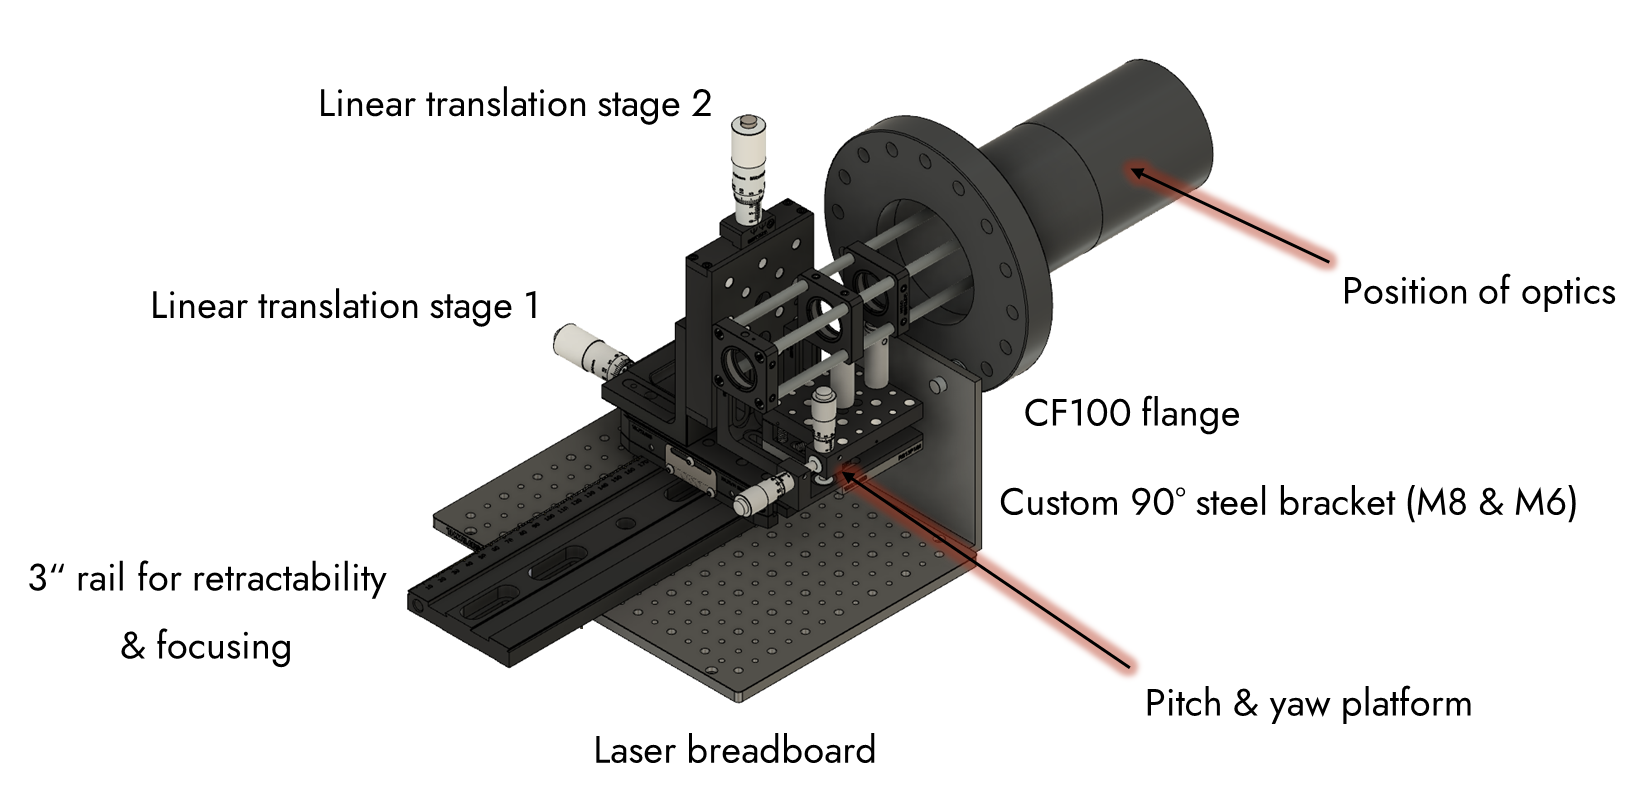 Linear translation stage 2
Linear translation stage 1
Position of optics
CF100 flange
Custom 90° steel bracket (M8 & M6)
3“ rail for retractability
& focusing
Pitch & yaw platform
Laser breadboard